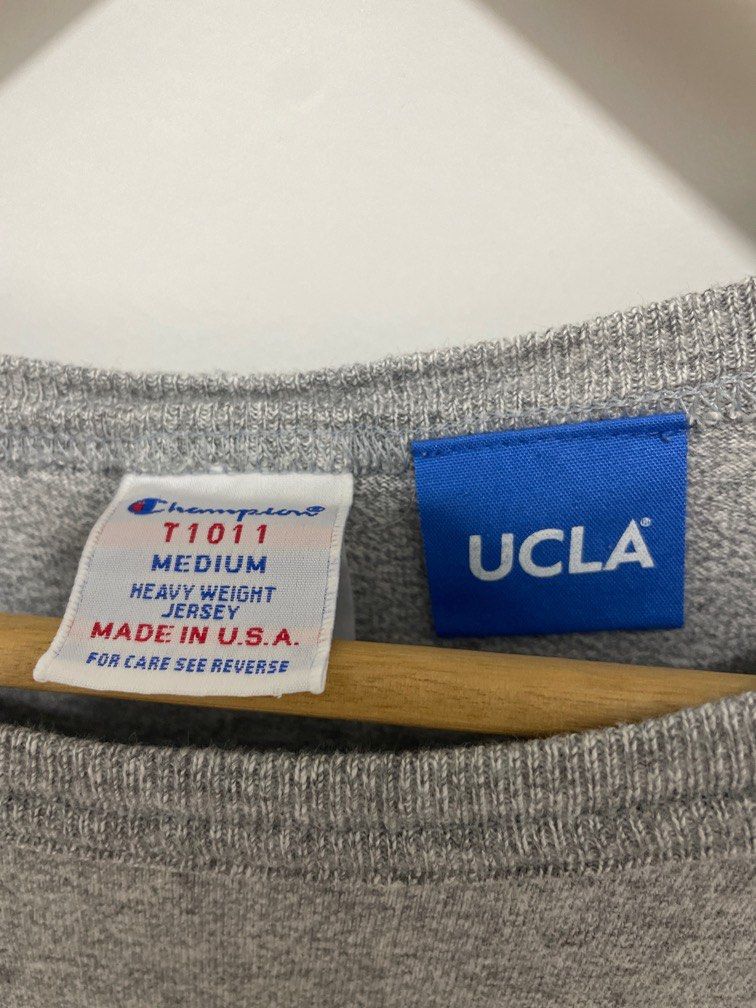 Champion®
T1011
MEDIUM
HEAVY WEIGHT
JERSEY
MADE IN U.S.A.
FOR CARE SEE REVERSE
UCLA®